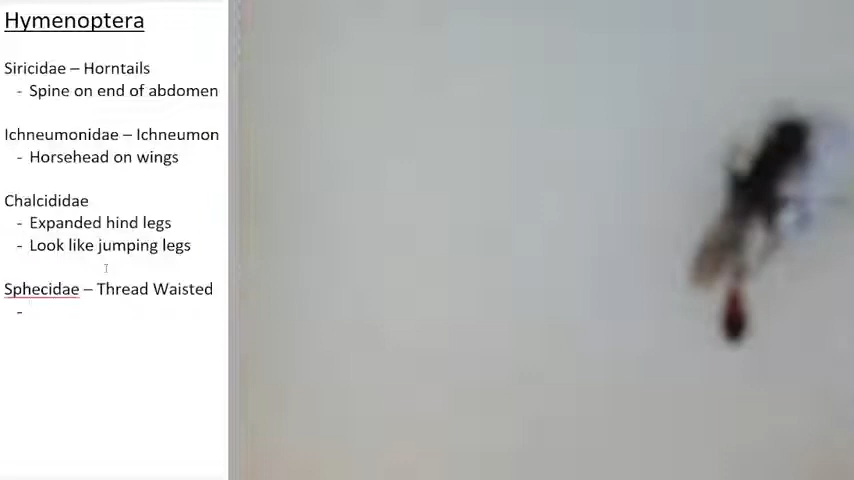 Hymenoptera
Siricidae – Horntails
- Spine on end of abdomen
Ichneumonidae – Ichneumon
- Horsehead on wings
Chalcididae
- Expanded hind legs
- Look like jumping legs
Sphecidae – Thread Waisted
-